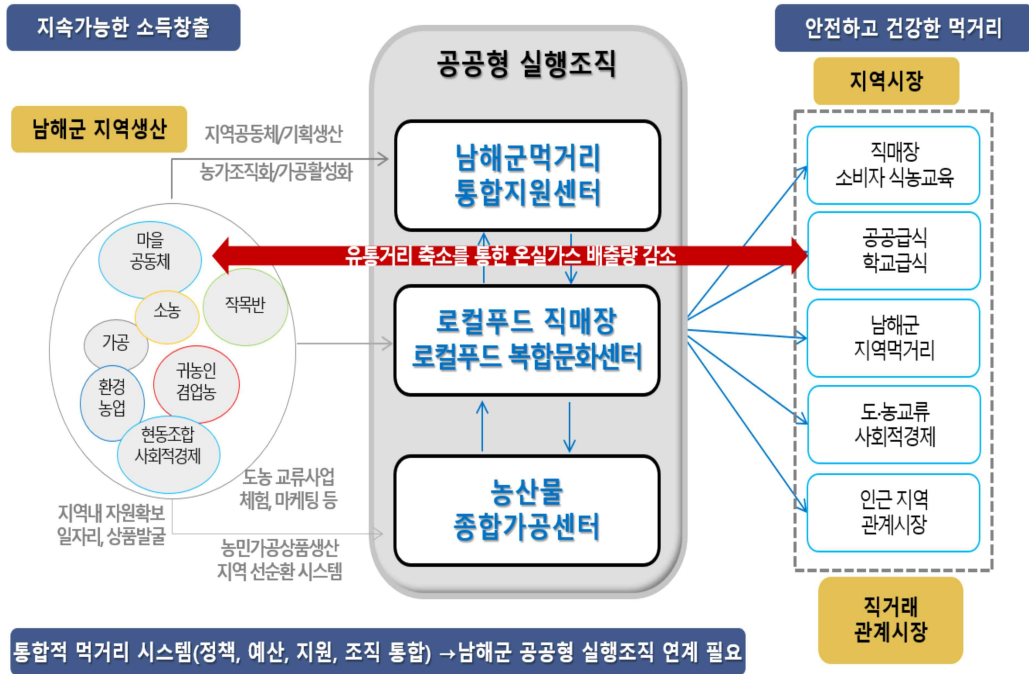 지속가능한 소득창출
안전하고 건강한 먹거리
공공형 실행조직
지역시장
남해군 지역생산
지역공동체/기획생산
농가조직화/가공활성화
남해군먹거리
통합지원센터
직매장
소비자 식농교육
마을
공동체
유통거리 축소를 통한 온실가스 배출량 감소
공공급식
학교급식
소농
작목반
가공
로컬푸드 직매장
로컬푸드 복합문화센터
남해군
지역먹거리
귀농인
겸업농
환경
농업
현동조합
사회적경제
도·농교류
사회적경제
도농 교류사업
체험, 마케팅 등
지역내 자원확보
일자리, 상품발굴
농산물
종합가공센터
인근 지역
관계시장
농민가공상품생산
지역 선순환 시스템
직거래
관계시장
통합적 먹거리 시스템(정책, 예산, 지원, 조직 통합) →남해군 공공형 실행조직 연계 필요